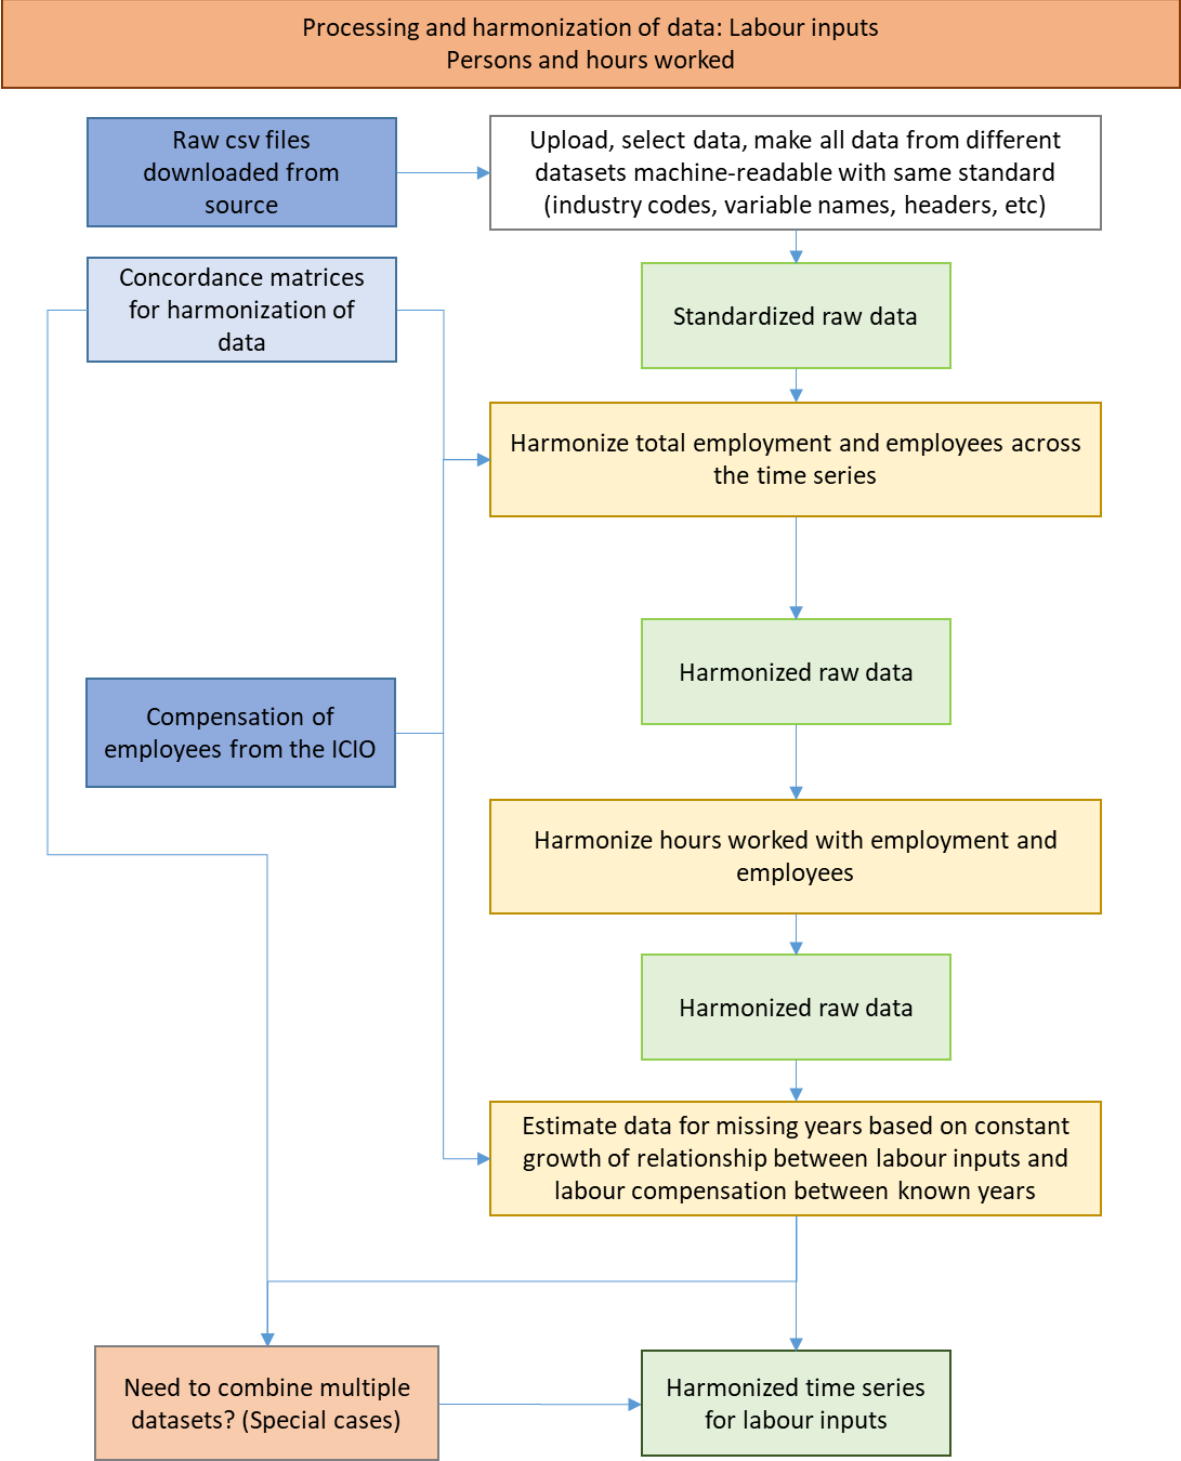 Processing and harmonization of data: Labour inputs
Persons and hours worked
Raw csv files
downloaded from
source
Upload, select data, make all data from different
datasets machine-readable with same standard
(industry codes, variable names, headers, etc)
Concordance matrices
for harmonization of
data
Standardized raw data
Harmonize total employment and employees across
the time series
Harmonized raw data
Compensation of
employees from the ICIO
Harmonize hours worked with employment and
employees
Harmonized raw data
Estimate data for missing years based on constant
growth of relationship between labour inputs and
labour compensation between known years
Need to combine multiple
datasets? (Special cases)
Harmonized time series
for labour inputs